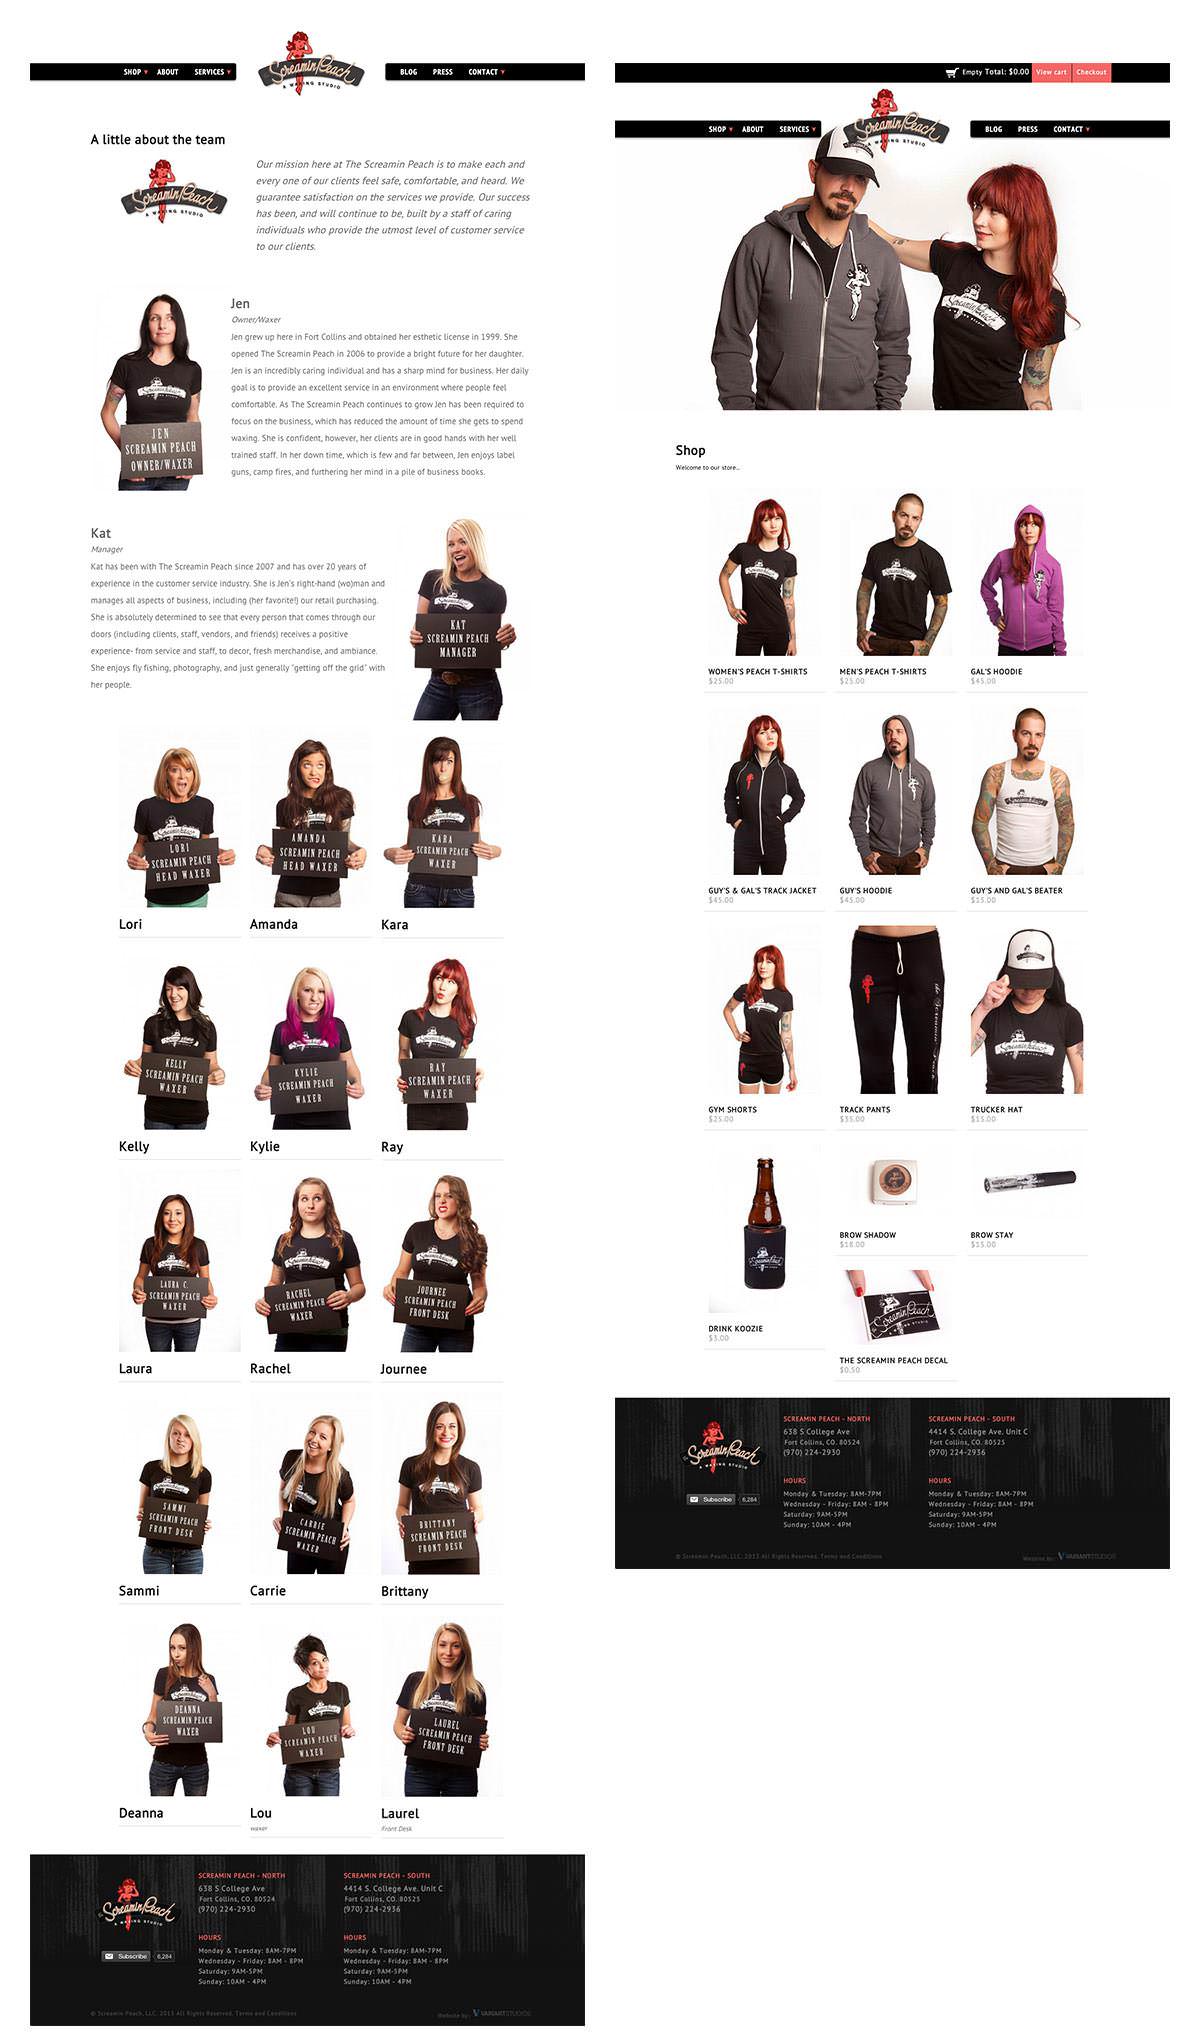 SHOP ABOUT SERVICES
Screamin Peach
A WAXING STUDIO
BLOG PRESS CONTACT
A little about the team
Screamin Peach
A WAXING STUDIO
Our mission here at The Screamin Peach is to make each and
every one of our clients feel safe, comfortable, and heard. We
guarantee satisfaction on the services we provide. Our success
has been, and will continue to be, built by a staff of caring
individuals who provide the utmost level of customer service
to our clients.
JEN
SCREAMIN PEACH
OWNER/WAXER
Jen
Owner/Waxer
Jen grew up here in Fort Collins and obtained her esthetic license in 1999. She
opened The Screamin Peach in 2006 to provide a bright future for her daughter.
Jen is an incredibly caring individual and has a sharp mind for business. Her daily
goal is to provide an excellent service in an environment where people feel
comfortable. As The Screamin Peach continues to grow Jen has been required to
focus on the business, which has reduced the amount of time she gets to spend
waxing. She is confident, however, her clients are in good hands with her well
trained staff. In her down time, which is few and far between, Jen enjoys label
guns, camp fires, and furthering her mind in a pile of business books.
Kat
Manager
Kat has been with The Screamin Peach since 2007 and has over 20 years of
experience in the customer service industry. She is Jen's right-hand (wo)man and
manages all aspects of business, including (her favorite!) our retail purchasing.
She is absolutely determined to see that every person that comes through our
doors (including clients, staff, vendors, and friends) receives a positive
experience- from service and staff, to decor, fresh merchandise, and ambiance.
She enjoys fly fishing, photography, and just generally "getting off the grid" with
her people.
KAT
SCREAMIN PEACH
MANAGER
LORI
SCREAMIN PEACH
HEAD WAXER
AMANDA
SCREAMIN PEACH
HEAD WAXER
KARA
SCREAMIN PEACH
WAXER
Lori
Amanda
Kara
KELLY
SCREAMIN PEACH
WAXER
KYLIE
SCREAMIN PEACH
WAXER
RAY
SCREAMIN PEACH
WAXER
Kelly
Kylie
Ray
LAURA C.
SCREAMIN PEACH
WAXER
RACHEL
SCREAMIN PEACH
WAXER
JOURNEE
SCREAMIN PEACH
FRONT DESK
Laura
Rachel
Journee
SAMMI
SCREAMIN PEACH
FRONT DESK
CARRIE
SCREAMIN PEACH
WAXER
BRITTANY
SCREAMIN PEACH
FRONT DESK
Sammi
Carrie
Brittany
DEANNA
SCREAMIN PEACH
WAXER
LOU
SCREAMIN PEACH
WAXER
LAUREL
SCREAMIN PEACH
FRONT DESK
Deanna
Lou
waxer
Laurel
Front Desk
Screamin Peach
A WAXING STUDIO
Subscribe 6,284
SCREAMIN PEACH - NORTH
638 S College Ave
Fort Collins, CO. 80524
(970) 224-2930
HOURS
Monday & Tuesday: 8AM-7PM
Wednesday - Friday: 8AM - 8PM
Saturday: 9AM-5PM
Sunday: 10AM - 4PM
SCREAMIN PEACH - SOUTH
4414 S. College Ave. Unit C
Fort Collins, CO. 80525
(970) 224-2936
HOURS
Monday & Tuesday: 8AM-7PM
Wednesday - Friday: 8AM - 8PM
Saturday: 9AM-5PM
Sunday: 10AM - 4PM
© Screamin Peach, LLC. 2013 All Rights Reserved. Terms and Conditions
Website by: VARIANTSTUDIOS
Empty Total: $0.00 View cart Checkout
SHOP ABOUT SERVICES
Screamin Peach
A WAXING STUDIO
BLOG PRESS CONTACT
Shop
Welcome to our store...
WOMEN'S PEACH T-SHIRTS
$25.00
MEN'S PEACH T-SHIRTS
$25.00
GAL'S HOODIE
$45.00
GUY'S & GAL'S TRACK JACKET
$45.00
GUY'S HOODIE
$45.00
GUY'S AND GAL'S BEATER
$15.00
GYM SHORTS
$25.00
TRACK PANTS
$35.00
TRUCKER HAT
$15.00
BROW SHADOW
$18.00
BROW STAY
$15.00
DRINK KOOZIE
$3.00
THE SCREAMIN PEACH DECAL
$0.50
Screamin Peach
A WAXING STUDIO
Subscribe 6,284
SCREAMIN PEACH - NORTH
638 S College Ave
Fort Collins, CO. 80524
(970) 224-2930
HOURS
Monday & Tuesday: 8AM-7PM
Wednesday - Friday: 8AM - 8PM
Saturday: 9AM-5PM
Sunday: 10AM - 4PM
SCREAMIN PEACH - SOUTH
4414 S. College Ave. Unit C
Fort Collins, CO. 80525
(970) 224-2936
HOURS
Monday & Tuesday: 8AM-7PM
Wednesday - Friday: 8AM - 8PM
Saturday: 9AM-5PM
Sunday: 10AM - 4PM
© Screamin Peach, LLC. 2013 All Rights Reserved. Terms and Conditions
Website by: VARIANTSTUDIOS